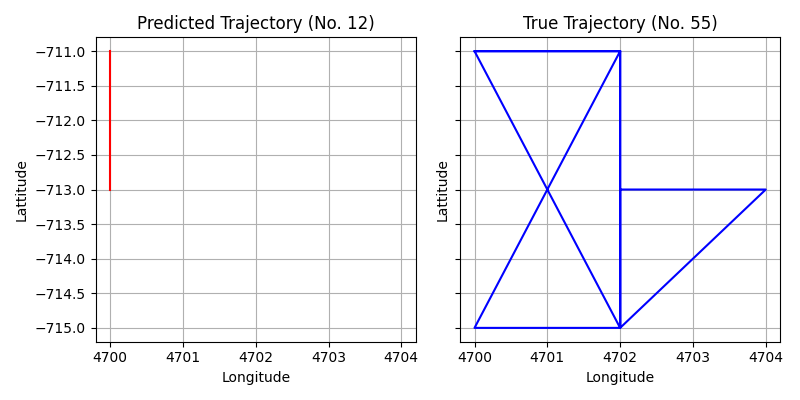 Predicted Trajectory (No. 12)
True Trajectory (No. 55)
−711.0
−711.5
−712.0
−712.5
−713.0
−713.5
−714.0
−714.5
−715.0
Lattitude
4700 4701 4702 4703 4704
Longitude
Lattitude
4700 4701 4702 4703 4704
Longitude